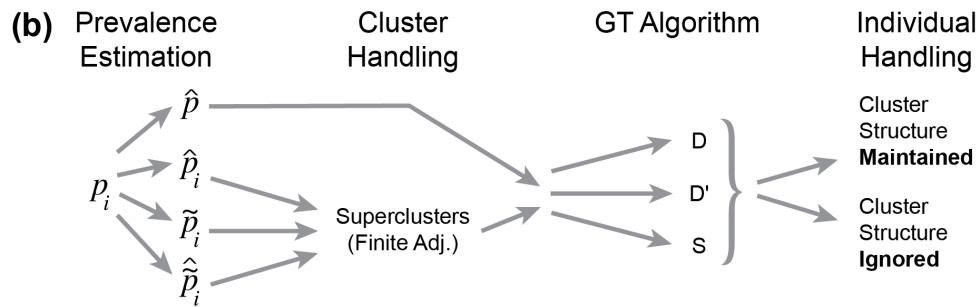 (b) Prevalence Estimation
Cluster Handling
GT Algorithm
Individual Handling
p_i
p̂
p̂_i
p̃_i
p̃̂_i
Superclusters
(Finite Adj.)
D
D'
S
Cluster
Structure
Maintained
Cluster
Structure
Ignored